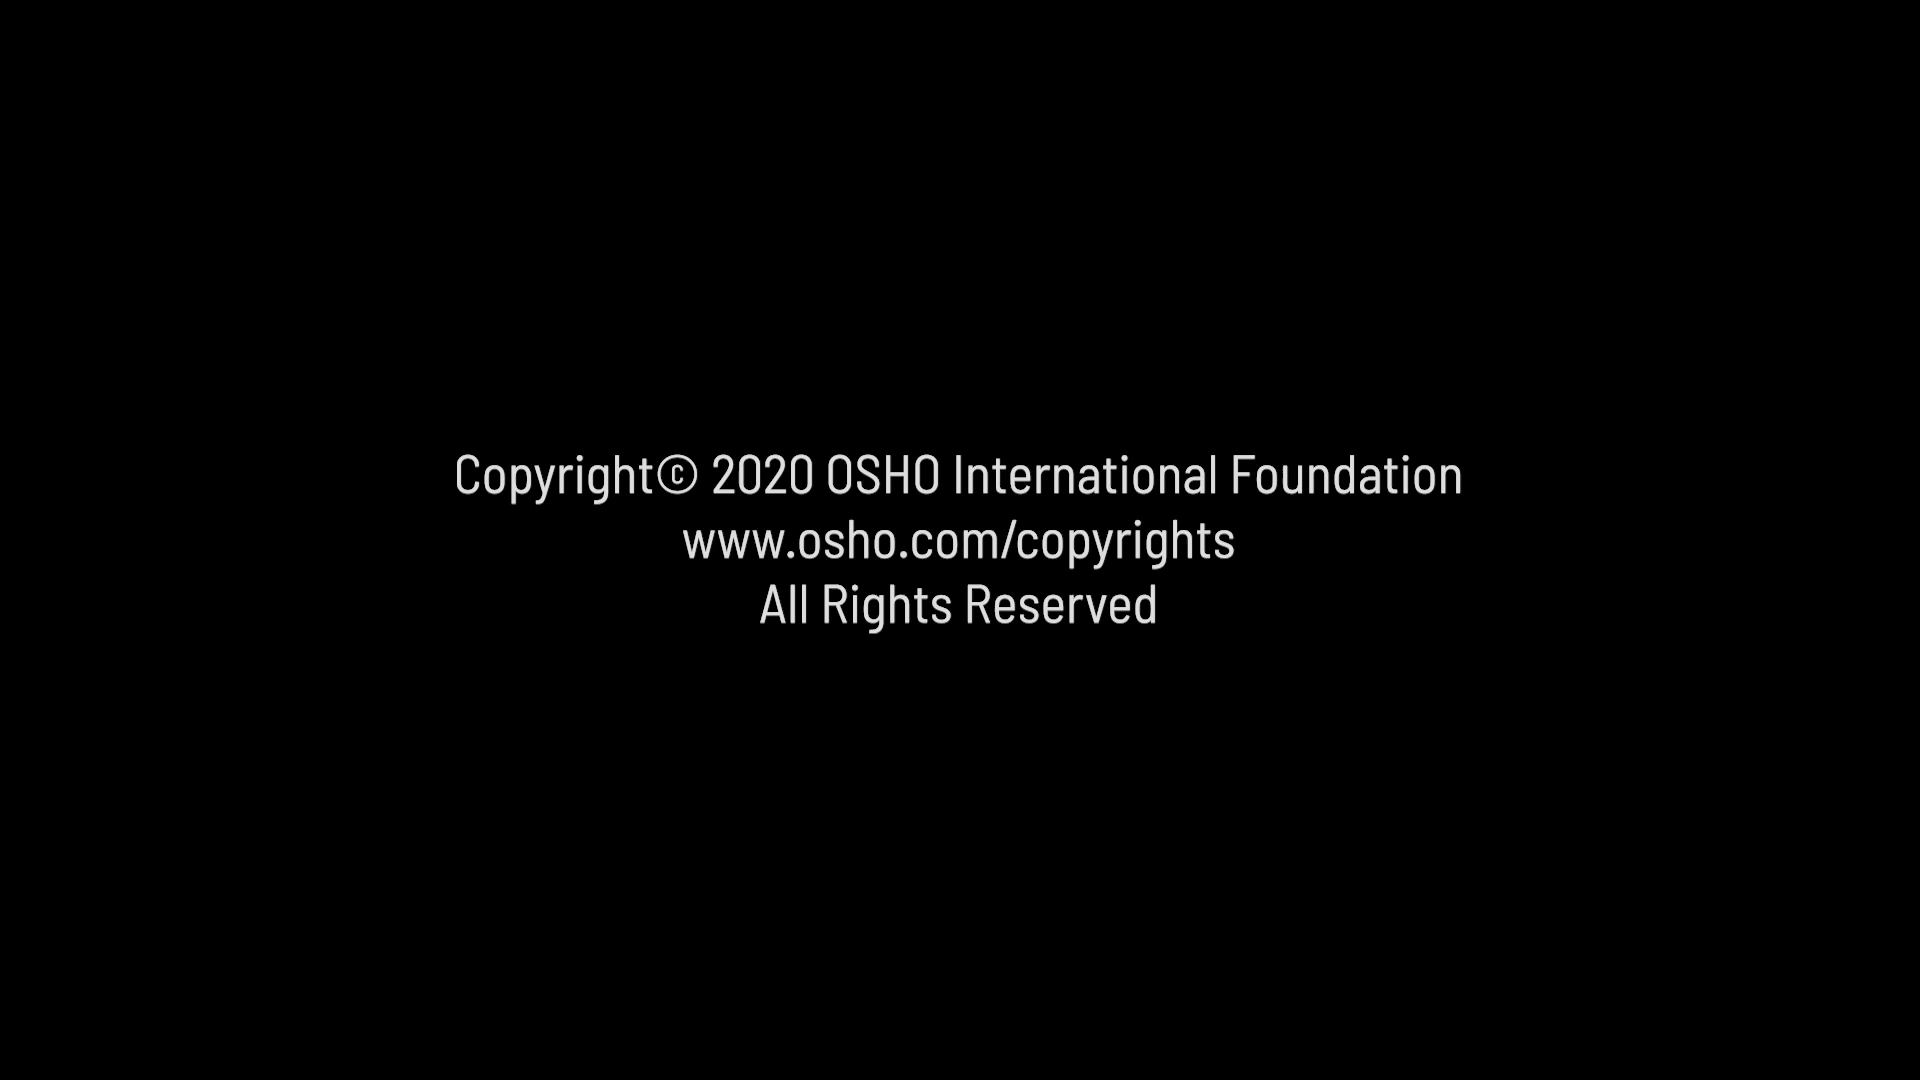 Copyright© 2020 OSHO International Foundation
www.osho.com/copyrights
All Rights Reserved